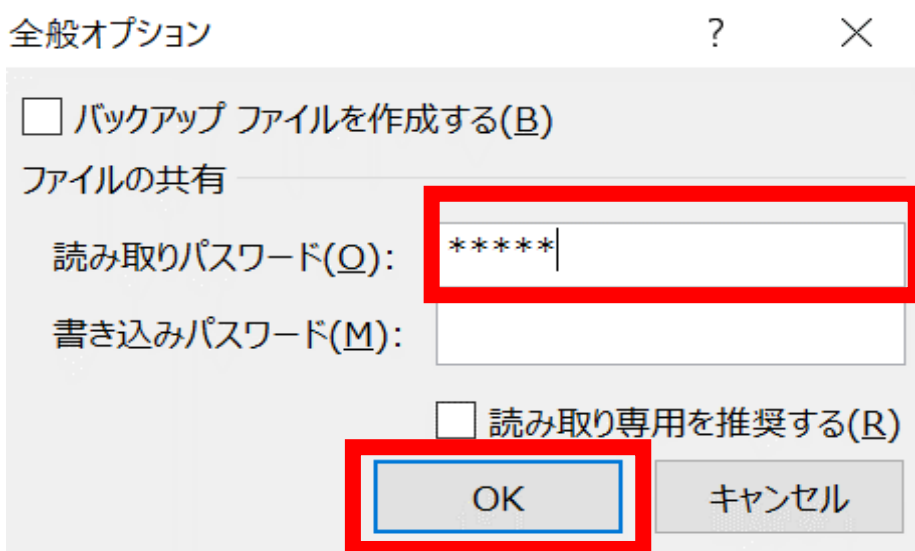 全般オプション ? ×
バックアップ ファイルを作成する(B)
ファイルの共有
読み取りパスワード(O): *****
書き込みパスワード(M):
読み取り専用を推奨する(R)
OK キャンセル